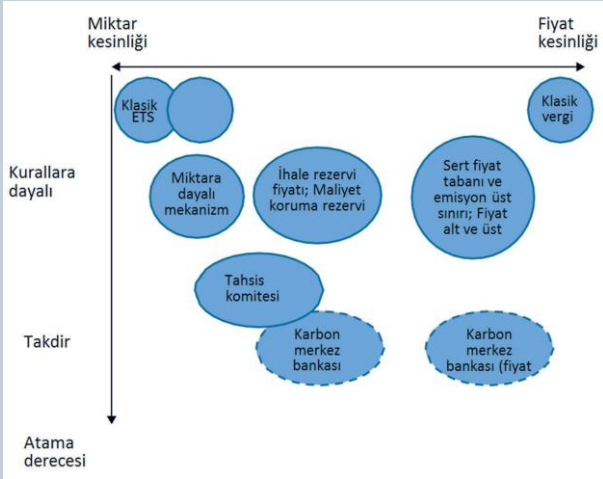 Miktar
kesinliği
Fiyat
kesinliği
Klasik
ETS
Klasik
vergi
Kurallara
dayalı
Miktara
dayalı
mekanizm
İhale rezervi
fiyatı; Maliyet
koruma rezervi
Sert fiyat
tabanı ve
emisyon üst
sınırı; Fiyat
alt ve üst
Tahsis
komitesi
Takdir
Karbon
merkez
bankası
Karbon
merkez
bankası (fiyat
Atama
derecesi